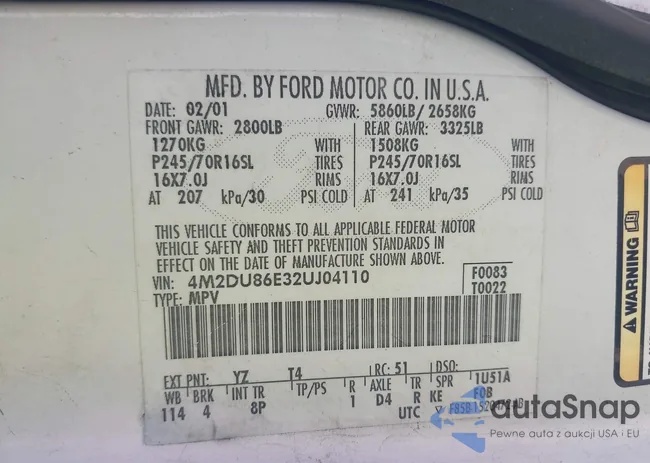 MFD. BY FORD MOTOR CO. IN U.S.A.
DATE: 02/01 GVWR: 5860LB/ 2658KG
FRONT GAWR: 2800LB REAR GAWR: 3325LB
1270KG WITH 1508KG WITH
P245/70R16SL TIRES P245/70R16SL TIRES
16X7.0J RIMS 16X7.0J RIMS
AT 207 kPa/30 PSI COLD AT 241 kPa/35 PSI COLD
THIS VEHICLE CONFORMS TO ALL APPLICABLE FEDERAL MOTOR
VEHICLE SAFETY AND THEFT PREVENTION STANDARDS IN
EFFECT ON THE DATE OF MANUFACTURE SHOWN ABOVE.
VIN: 4M2DU86E32UJ04110 F0083
TYPE: MPV T0022
EXT PNT: YZ T4 RC: 51 DSO:
WB BRK INT TR TP/PS R AXLE TR SPR 1U51A
114 4 8P 1 D4 R KE F0B
UTC
WARNING
autoSnap
Pewne auta z aukcji USA i EU